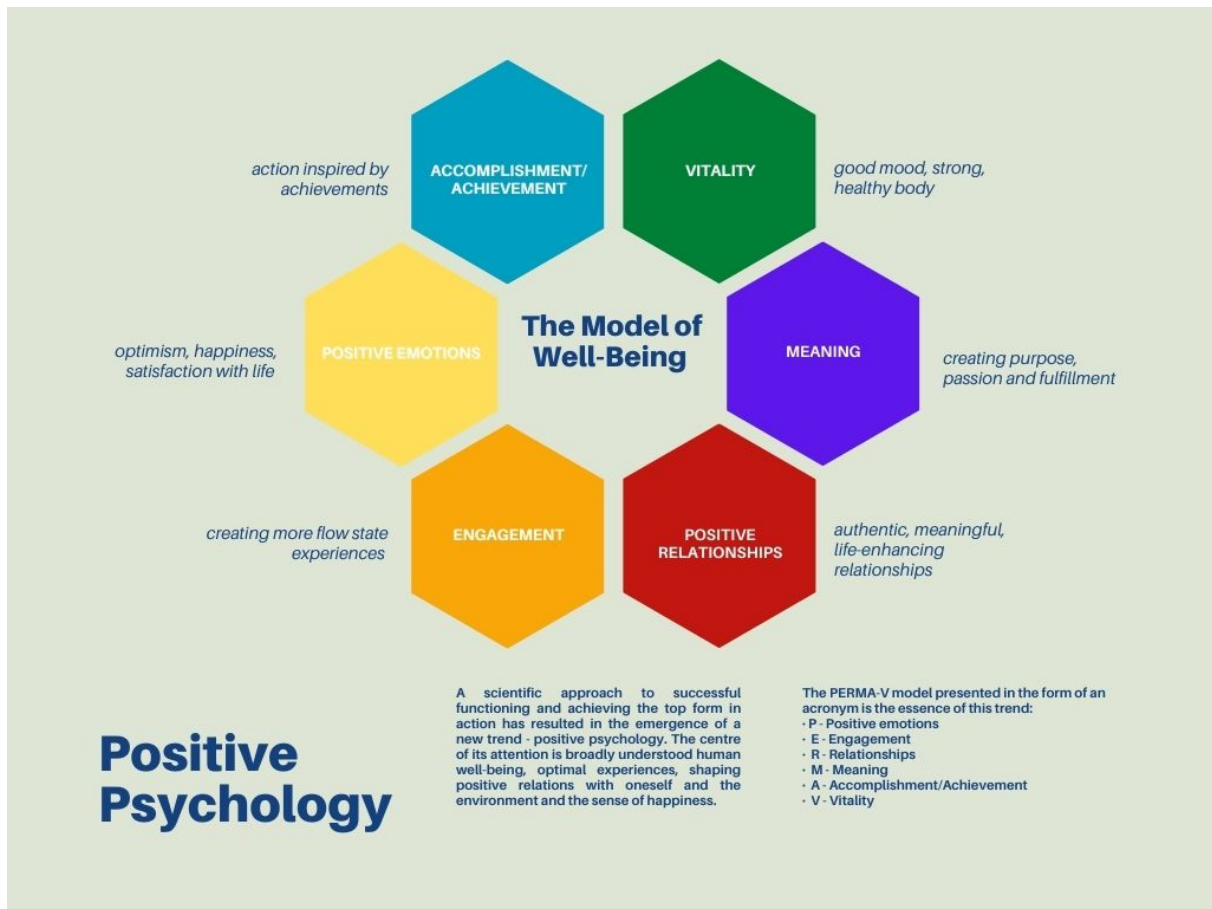 action inspired by
achievements
ACCOMPLISHMENT/
ACHIEVEMENT
VITALITY
good mood, strong,
healthy body
optimism, happiness,
satisfaction with life
POSITIVE EMOTIONS
The Model of
Well-Being
MEANING
creating purpose,
passion and fulfillment
creating more flow state
experiences
ENGAGEMENT
POSITIVE
RELATIONSHIPS
authentic, meaningful,
life-enhancing
relationships
Positive
Psychology
A scientific approach to successful
functioning and achieving the top form in
action has resulted in the emergence of a
new trend - positive psychology. The centre
of its attention is broadly understood human
well-being, optimal experiences, shaping
positive relations with oneself and the
environment and the sense of happiness.
The PERMA-V model presented in the form of an
acronym is the essence of this trend:
· P - Positive emotions
· E - Engagement
· R - Relationships
· M - Meaning
· A - Accomplishment/Achievement
· V - Vitality